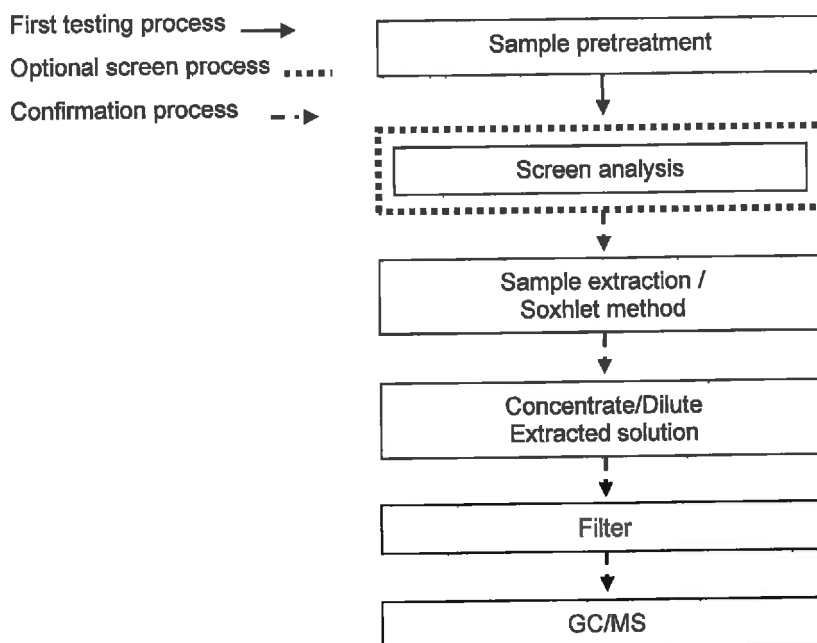 First testing process
Optional screen process
Confirmation process
Sample pretreatment
Screen analysis
Sample extraction /
Soxhlet method
Concentrate/Dilute
Extracted solution
Filter
GC/MS